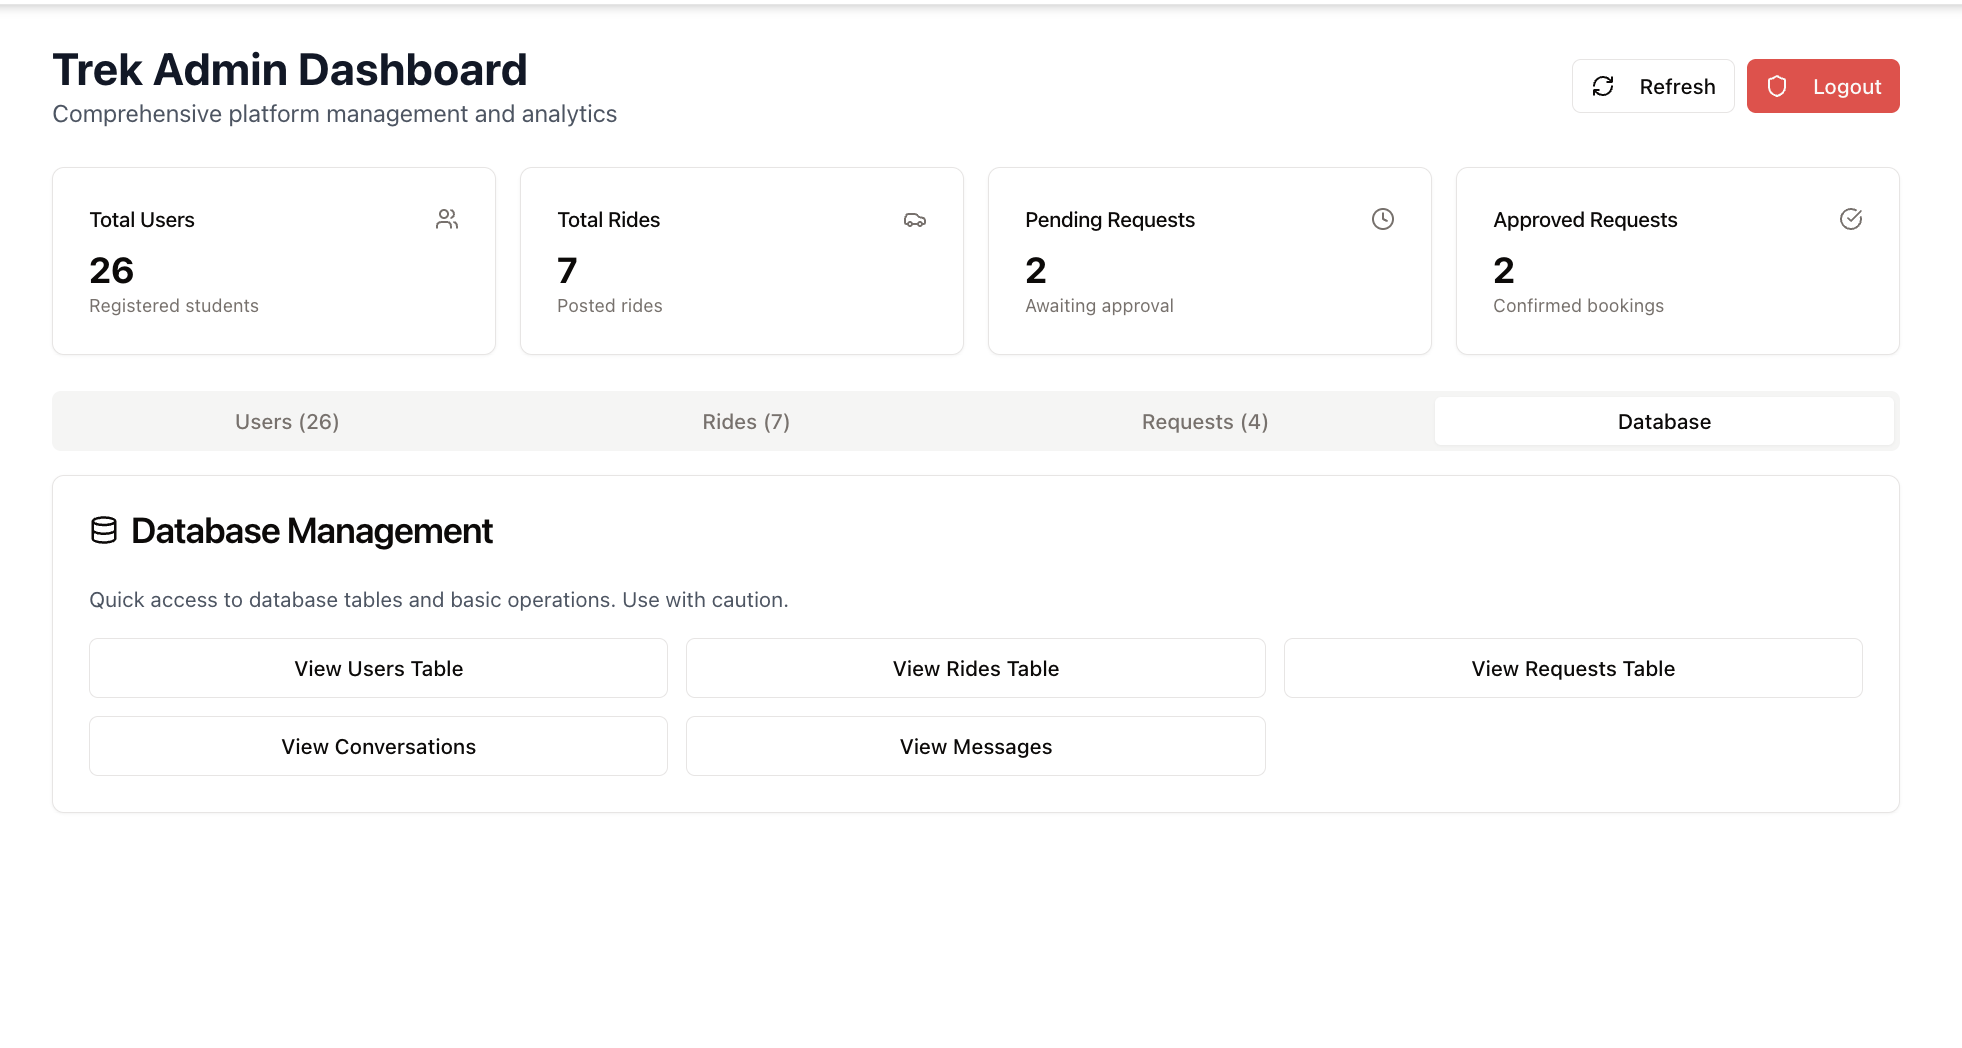 Trek Admin Dashboard
Comprehensive platform management and analytics
Refresh
Logout
Total Users
26
Registered students
Total Rides
7
Posted rides
Pending Requests
2
Awaiting approval
Approved Requests
2
Confirmed bookings
Users (26)
Rides (7)
Requests (4)
Database
Database Management
Quick access to database tables and basic operations. Use with caution.
View Users Table
View Rides Table
View Requests Table
View Conversations
View Messages